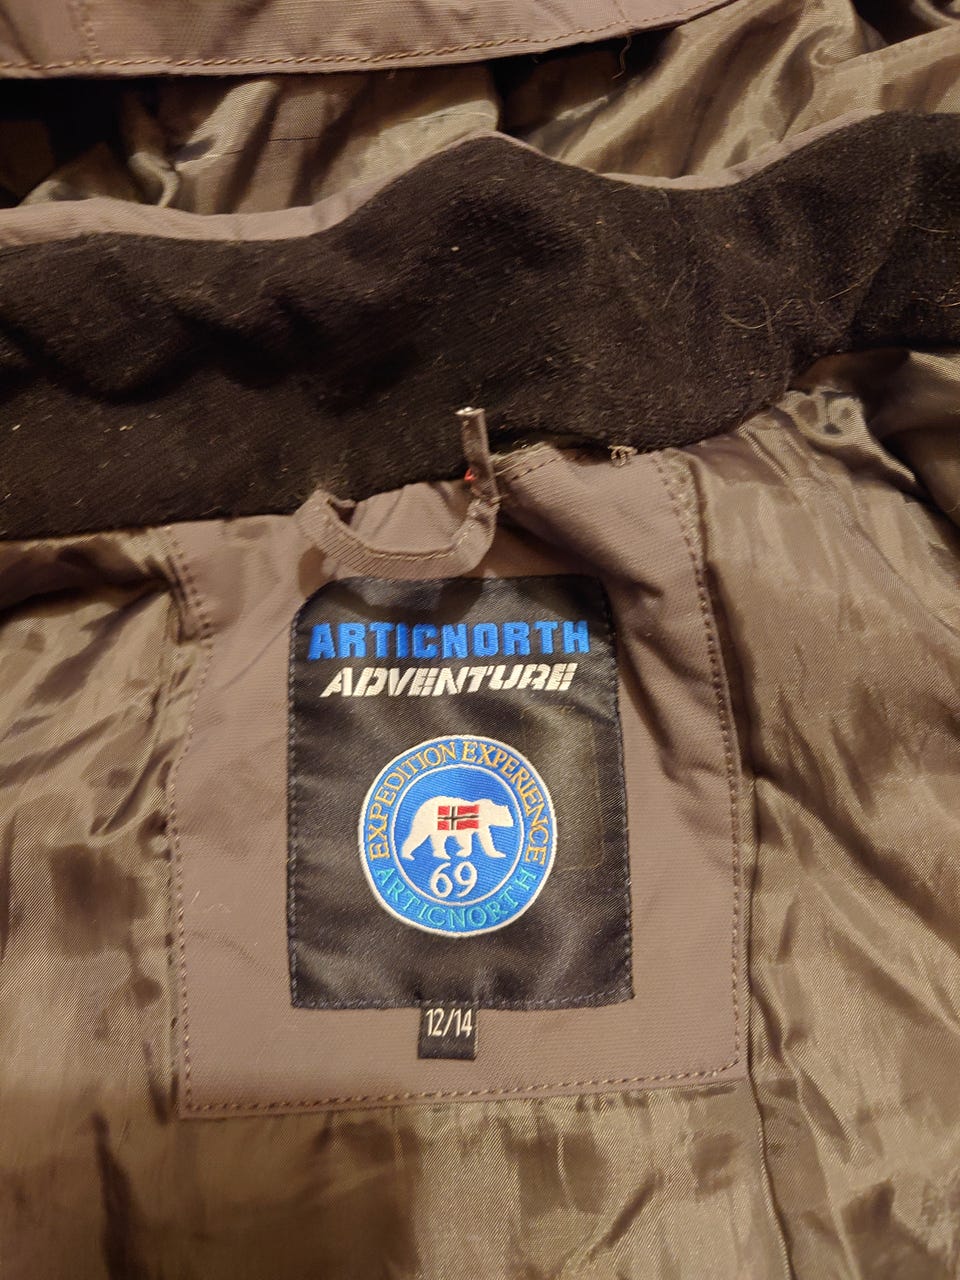 ARTICNORTH
ADVENTURE
EXPEDITION EXPERIENCE
69
ARTICNORTH
12/14